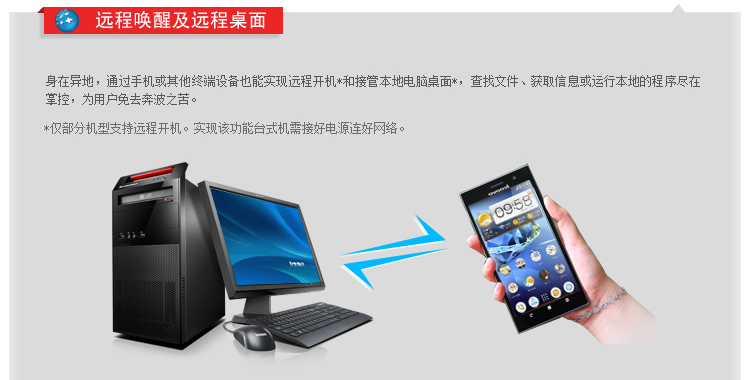 远程唤醒及远程桌面
身在异地，通过手机或其他终端设备也能实现远程开机*和接管本地电脑桌面*，查找文件、获取信息或运行本地的程序尽在
掌控，为用户免去奔波之苦。
*仅部分机型支持远程开机。实现该功能台式机需接好电源连好网络。
lenovo
09:59